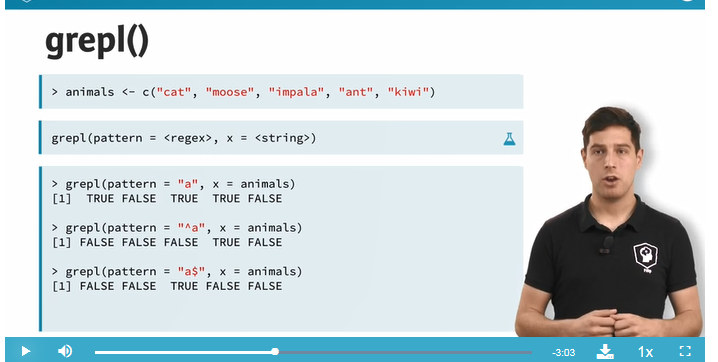 grepl()
> animals <- c("cat", "moose", "impala", "ant", "kiwi")
grepl(pattern = <regex>, x = <string>)
> grepl(pattern = "a", x = animals)
[1]  TRUE FALSE  TRUE  TRUE FALSE
> grepl(pattern = "^a", x = animals)
[1] FALSE FALSE FALSE  TRUE FALSE
> grepl(pattern = "a$", x = animals)
[1] FALSE FALSE  TRUE FALSE FALSE
-3:03
1x